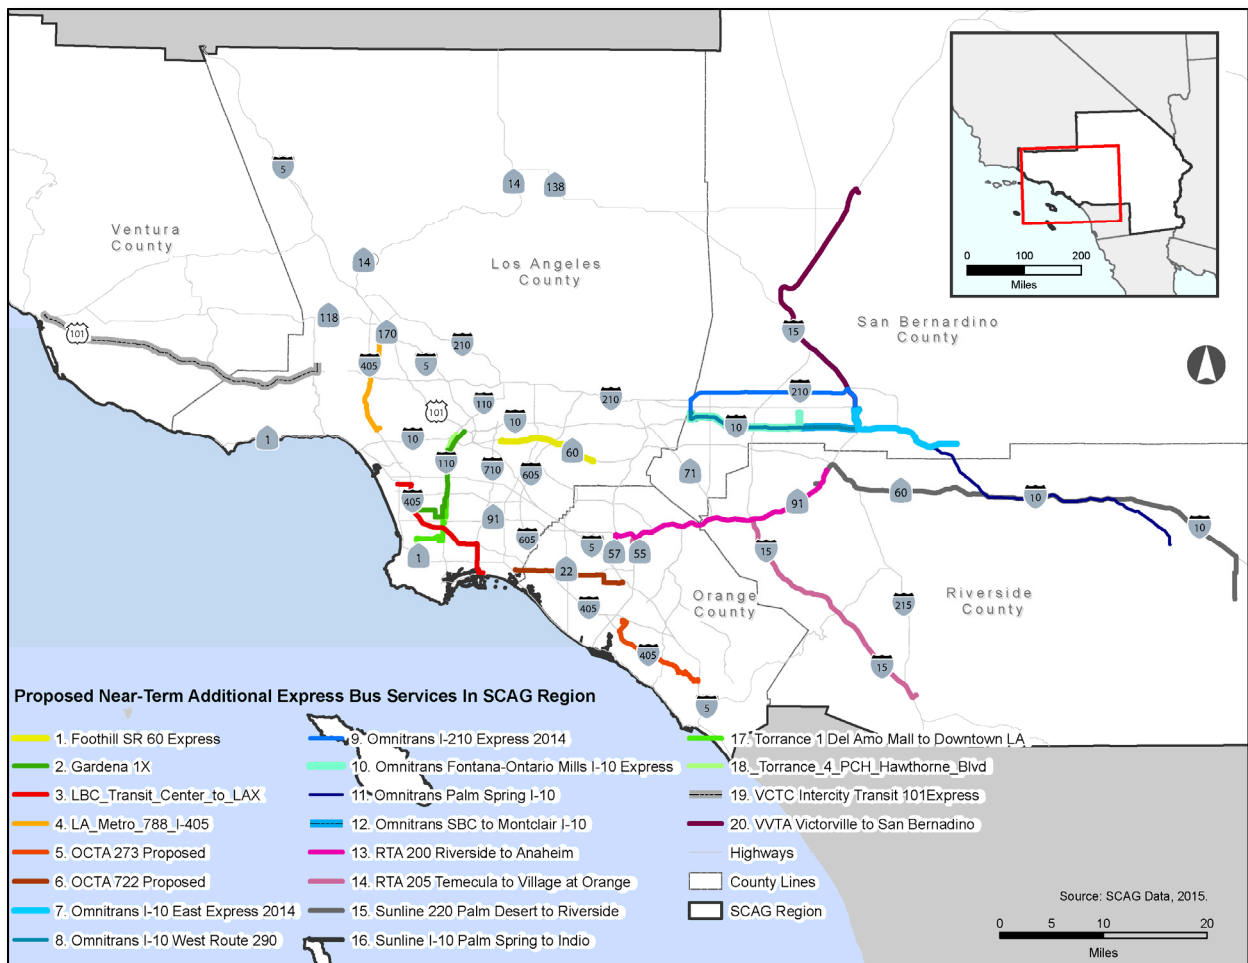 5
14
138
Ventura
County
14
Los Angeles
County
118
170
101
210
405
5
15
San Bernardino
County
0 100 200
Miles
210
210
110
101
10
10
1
10
60
110
710
605
71
60
10
10
405
91
91
605
5
57
55
15
1
22
Orange
County
405
215
Riverside
County
405
15
5
Proposed Near-Term Additional Express Bus Services In SCAG Region
1. Foothill SR 60 Express
2. Gardena 1X
3. LBC_Transit_Center_to_LAX
4. LA_Metro_788_I-405
5. OCTA 273 Proposed
6. OCTA 722 Proposed
7. Omnitrans I-10 East Express 2014
8. Omnitrans I-10 West Route 290
9. Omnitrans I-210 Express 2014
10. Omnitrans Fontana-Ontario Mills I-10 Express
11. Omnitrans Palm Spring I-10
12. Omnitrans SBC to Montclair I-10
13. RTA 200 Riverside to Anaheim
14. RTA 205 Temecula to Village at Orange
15. Sunline 220 Palm Desert to Riverside
16. Sunline I-10 Palm Spring to Indio
17. Torrance 1 Del Amo Mall to Downtown LA
18._Torrance_4_PCH_Hawthorne_Blvd
19. VCTC Intercity Transit 101Express
20. VVTA Victorville to San Bernadino
Highways
County Lines
SCAG Region
Source: SCAG Data, 2015.
0 5 10 20
Miles